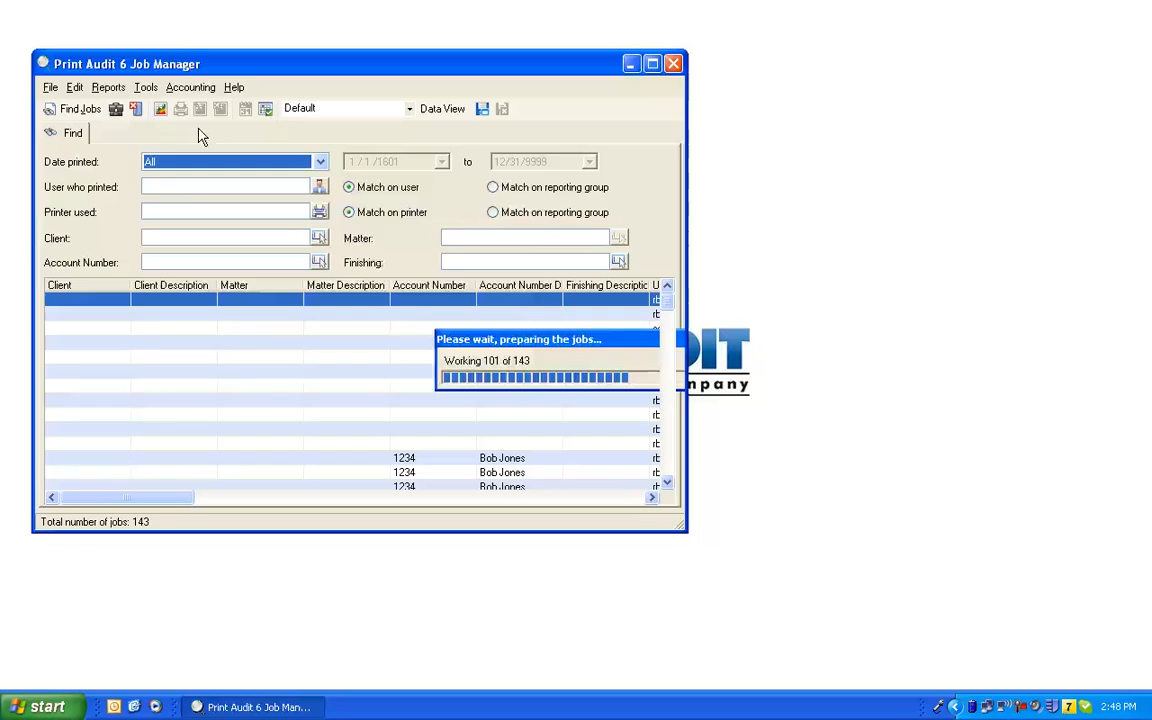 Print Audit 6 Job Manager
File Edit Reports Tools Accounting Help
Find Jobs Default Data View
Find
Date printed: All 1 / 1 /1601 to 12/31/9999
User who printed: Match on user Match on reporting group
Printer used: Match on printer Match on reporting group
Client: Matter:
Account Number: Finishing:
Client Client Description Matter Matter Description Account Number Account Number D Finishing Descriptic U
Please wait, preparing the jobs...
Working 101 of 143
DIT
mpany
1234 Bob Jones
1234 Bob Jones
1234 Bob Jones
Total number of jobs: 143
start Print Audit 6 Job Man... 7 2:48 PM